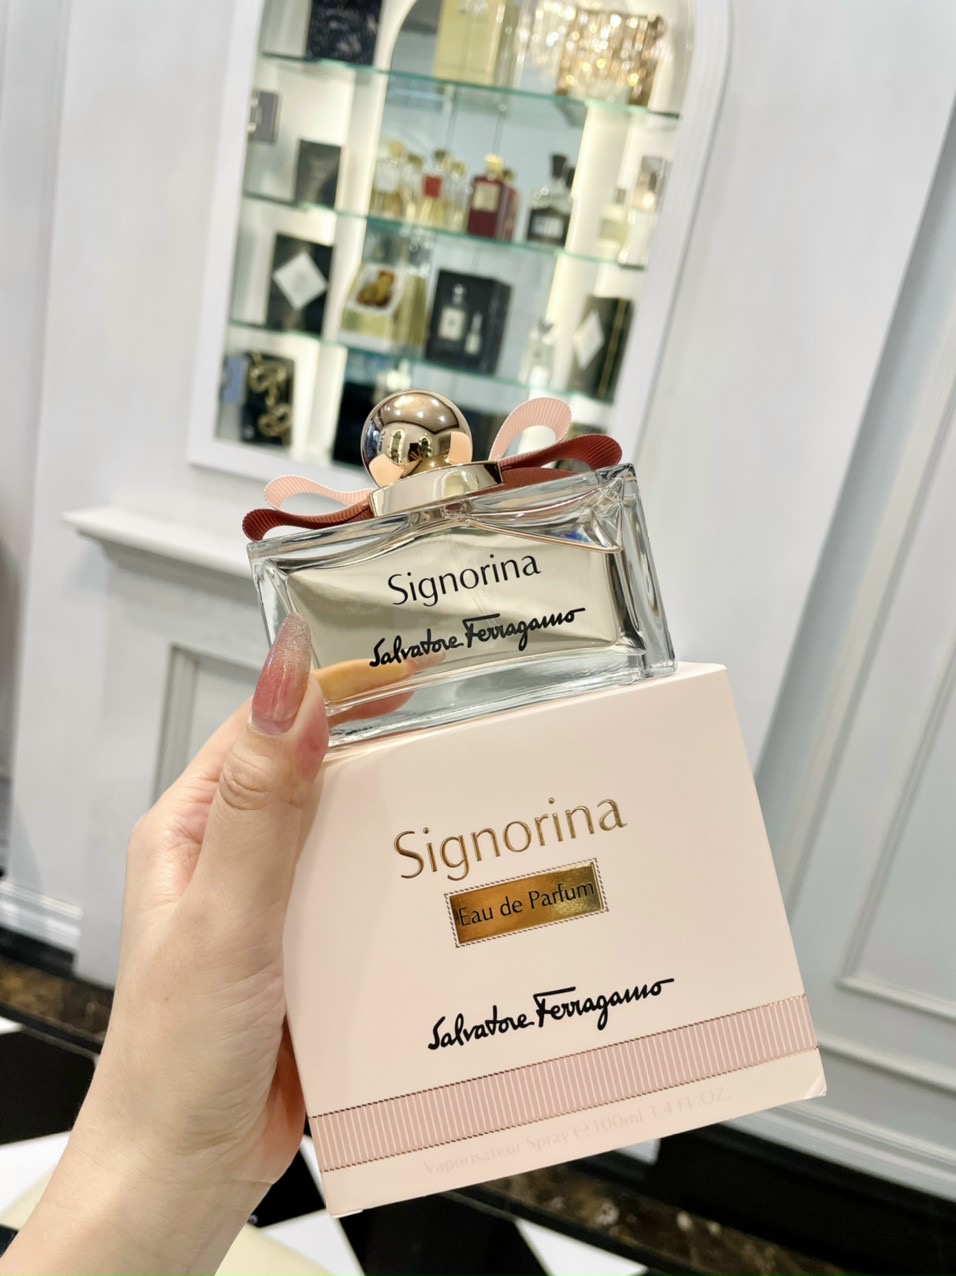 Signorina
Salvatore Ferragamo
Signorina
Eau de Parfum
Salvatore Ferragamo
Vaporisateur Spray ℮ 100ml 3.4 FL.OZ.